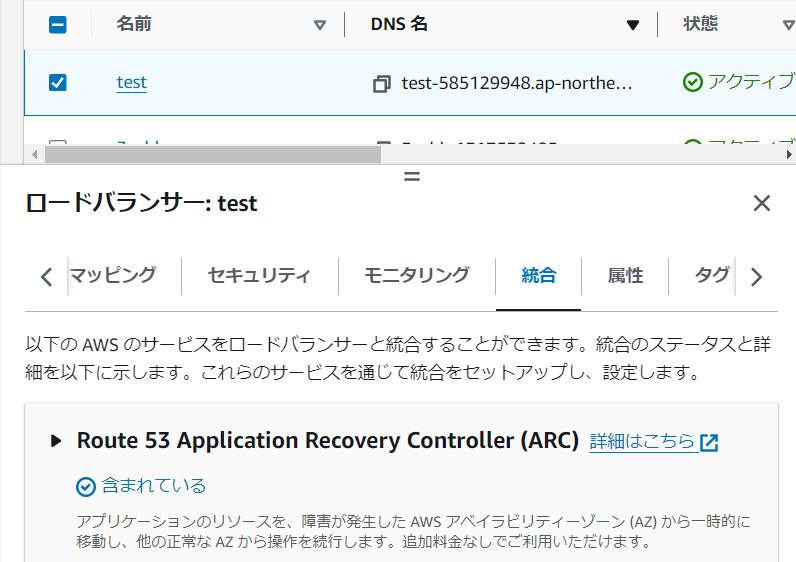 名前 DNS 名 状態
test test-585129948.ap-northe... アクティブ
ロードバランサー: test
マッピング セキュリティ モニタリング 統合 属性 タグ
以下の AWS のサービスをロードバランサーと統合することができます。統合のステータスと詳
細を以下に示します。これらのサービスを通じて統合をセットアップし、設定します。
Route 53 Application Recovery Controller (ARC) 詳細はこちら
含まれている
アプリケーションのリソースを、障害が発生した AWS アベイラビリティーゾーン (AZ) から一時的に
移動し、他の正常な AZ から操作を続行します。追加料金なしでご利用いただけます。